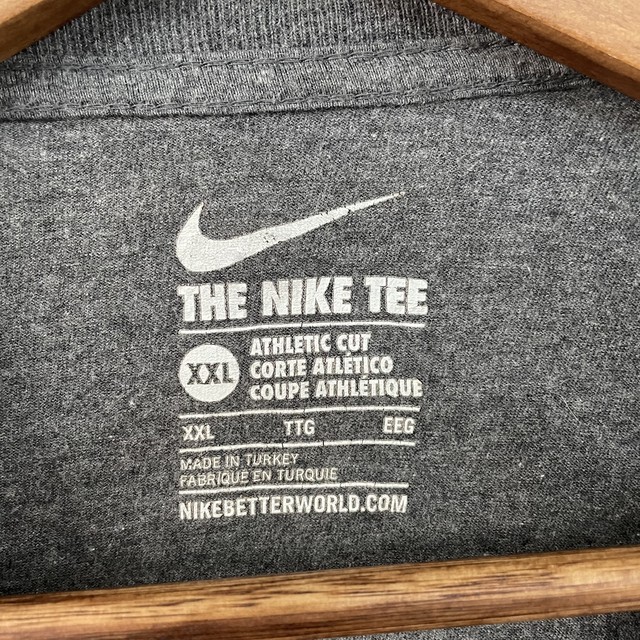 THE NIKE TEE
XXL
ATHLETIC CUT
CORTE ATLÉTICO
COUPE ATHLÉTIQUE
XXL TTG EEG
MADE IN TURKEY
FABRIQUE EN TURQUIE
NIKEBETTERWORLD.COM